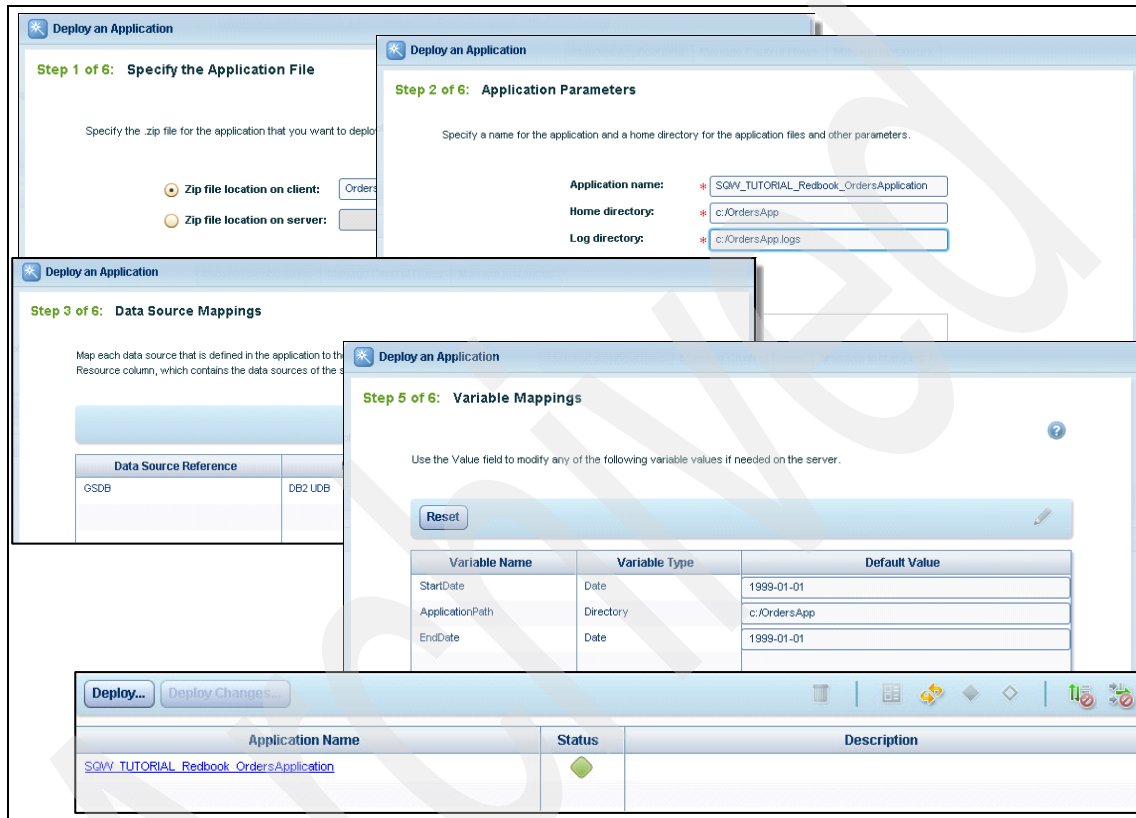 Deploy an Application
Step 1 of 6: Specify the Application File
Specify the .zip file for the application that you want to deploy
Zip file location on client:
Orders
Zip file location on server:
Deploy an Application
Step 2 of 6: Application Parameters
Specify a name for the application and a home directory for the application files and other parameters.
Application name: * SQW_TUTORIAL_Redbook_OrdersApplication
Home directory: * c:/OrdersApp
Log directory: * c:/OrdersApp.logs
Deploy an Application
Step 3 of 6: Data Source Mappings
Map each data source that is defined in the application to the
Resource column, which contains the data sources of the s
Data Source Reference
GSDB DB2 UDB
Deploy an Application
Step 5 of 6: Variable Mappings
?
Use the Value field to modify any of the following variable values if needed on the server.
Reset
Variable Name Variable Type Default Value
StartDate Date 1999-01-01
ApplicationPath Directory c:/OrdersApp
EndDate Date 1999-01-01
Deploy... Deploy Changes...
Application Name Status Description
SQW_TUTORIAL_Redbook_OrdersApplication
Archived